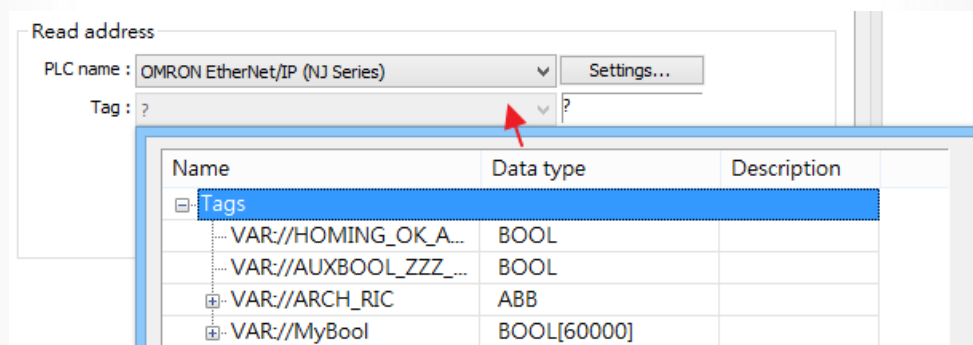 Read address
PLC name : OMRON EtherNet/IP (NJ Series) Settings...
Tag : ? ?
Name Data type Description
Tags
VAR://HOMING_OK_A... BOOL
VAR://AUXBOOL_ZZZ_... BOOL
VAR://ARCH_RIC ABB
VAR://MyBool BOOL[60000]